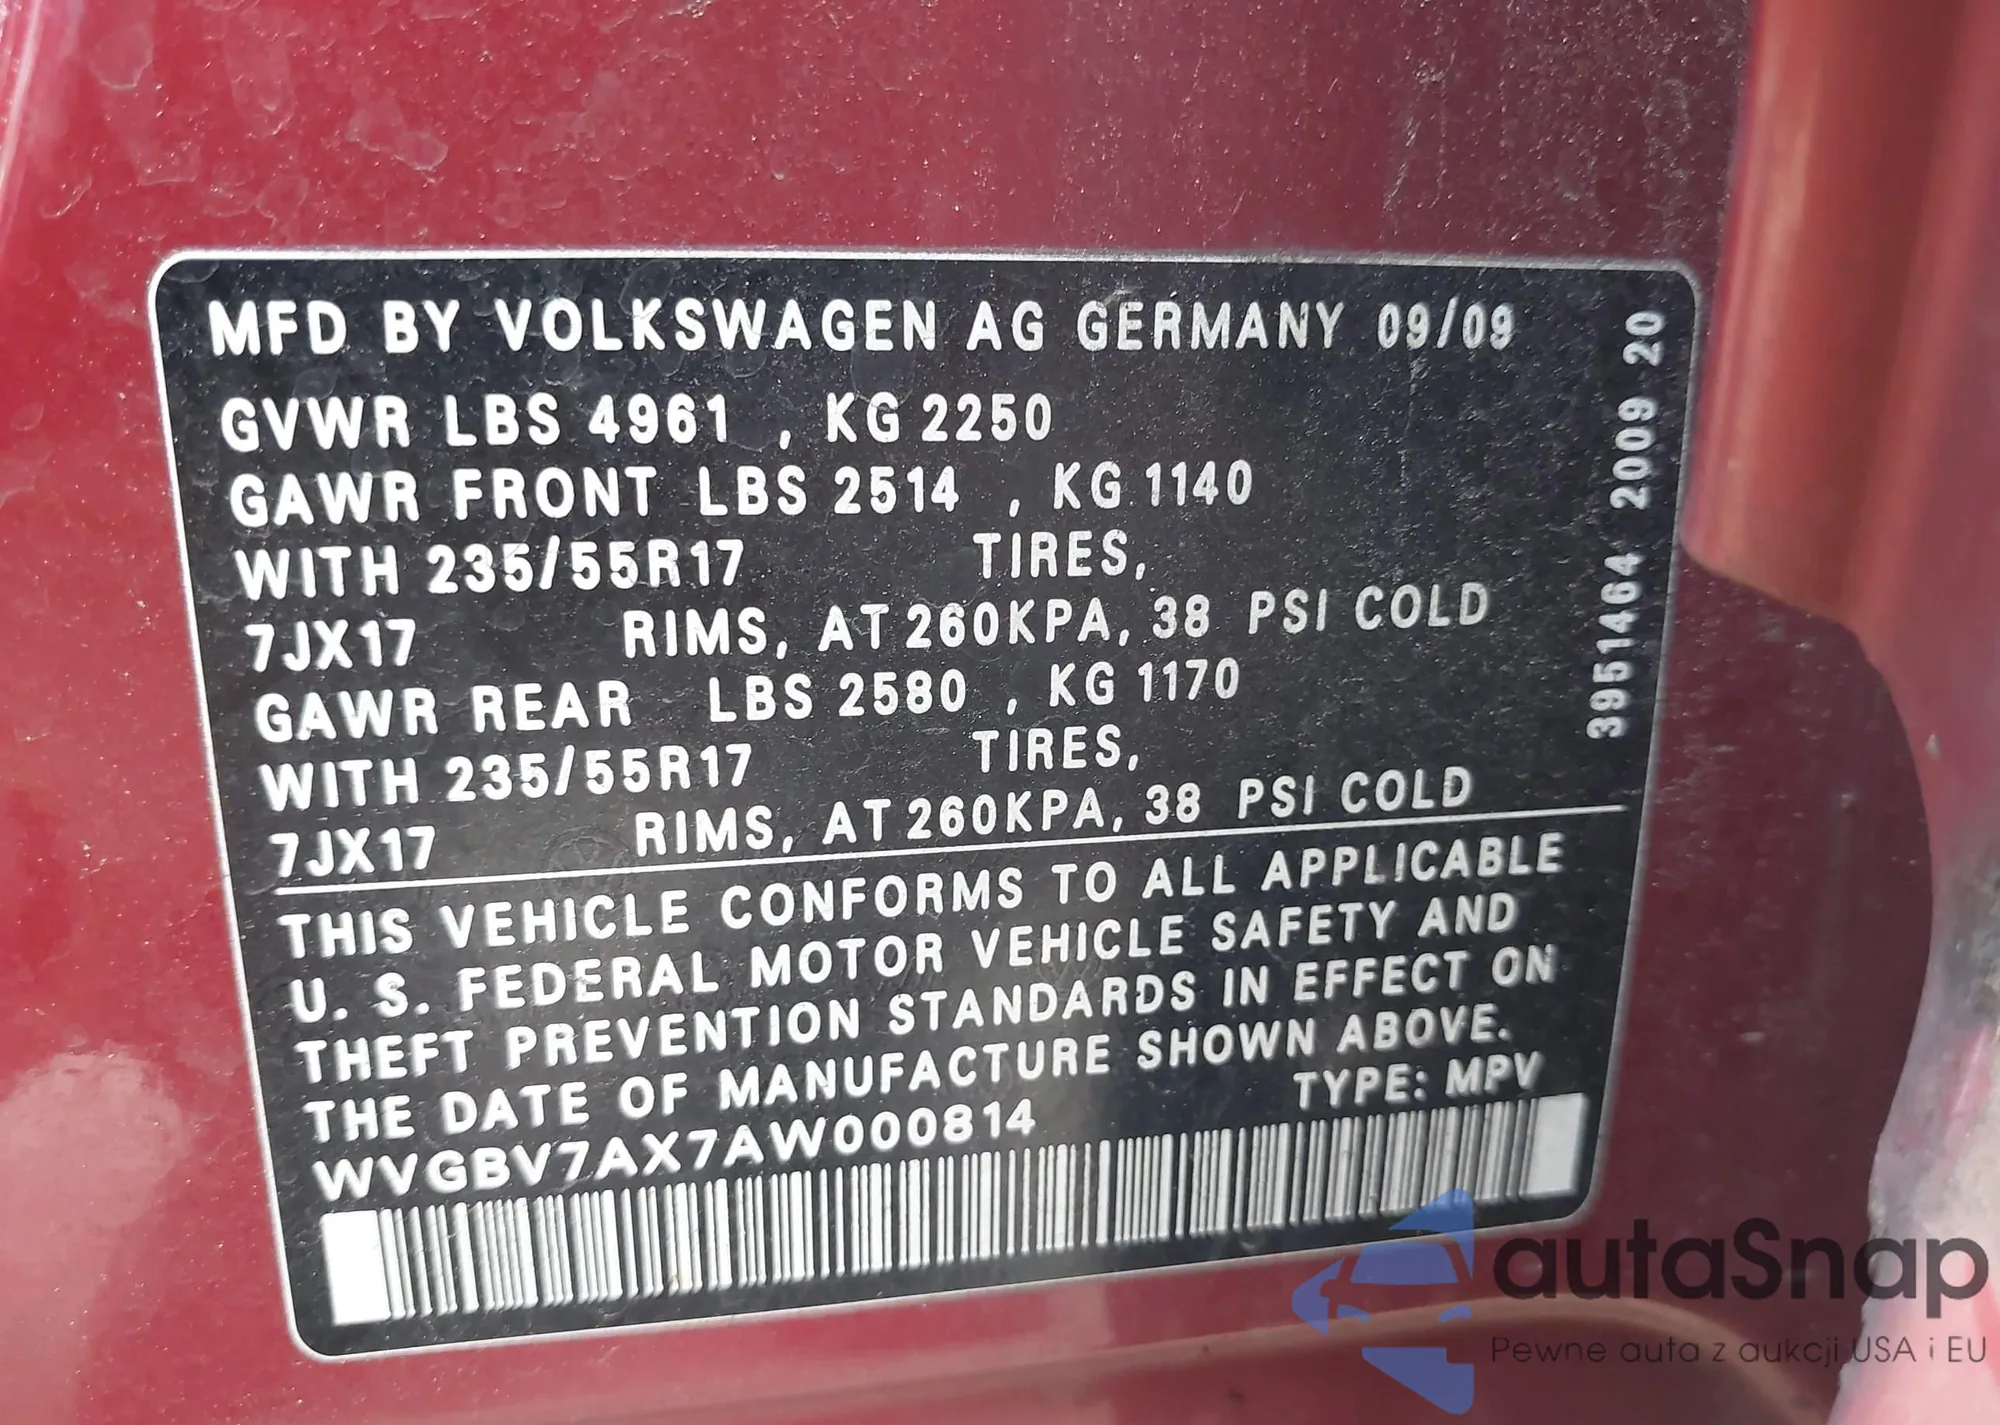 MFD BY VOLKSWAGEN AG GERMANY 09/09
GVWR LBS 4961 , KG 2250
GAWR FRONT LBS 2514 , KG 1140
WITH 235/55R17 TIRES,
7JX17 RIMS, AT 260KPA, 38 PSI COLD
GAWR REAR LBS 2580 , KG 1170
WITH 235/55R17 TIRES,
7JX17 RIMS, AT 260KPA, 38 PSI COLD
THIS VEHICLE CONFORMS TO ALL APPLICABLE
U. S. FEDERAL MOTOR VEHICLE SAFETY AND
THEFT PREVENTION STANDARDS IN EFFECT ON
THE DATE OF MANUFACTURE SHOWN ABOVE.
WVGBV7AX7AW000814 TYPE: MPV
3951464 2009 20
autaSnap
Pewne auta z aukcji USA i EU